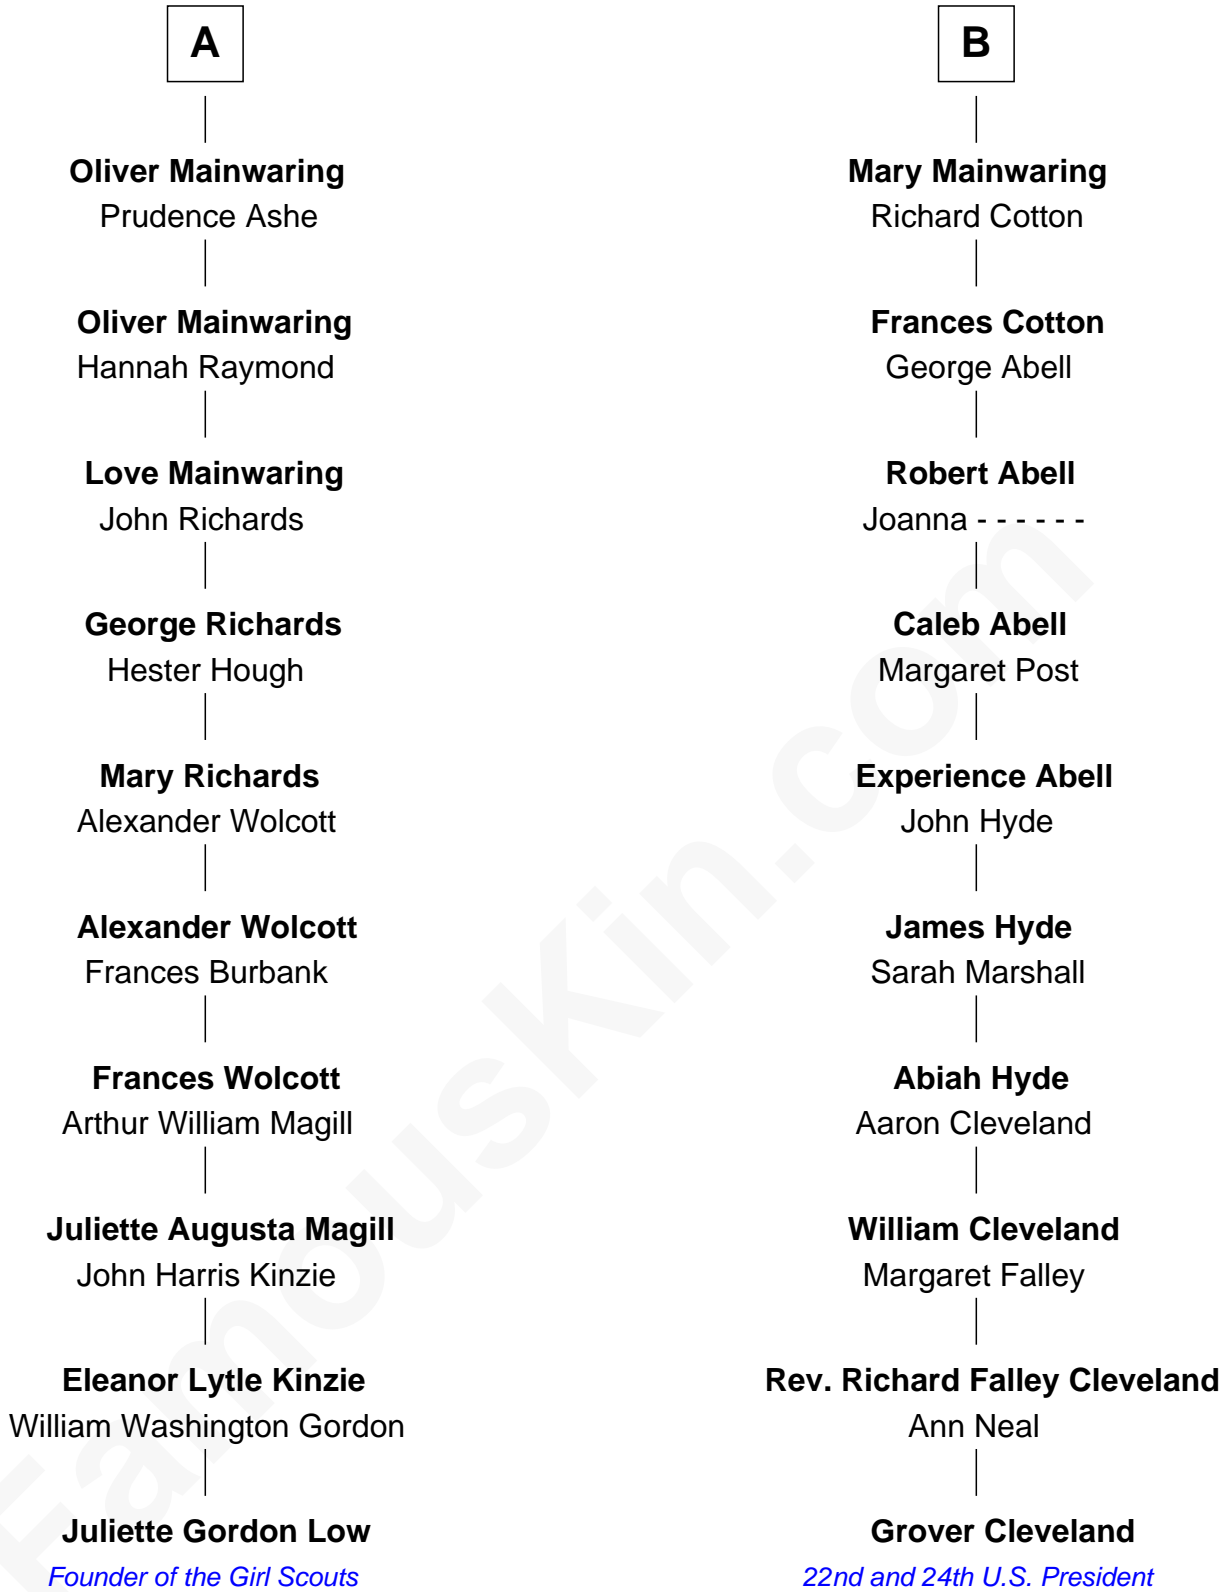 A
Oliver Mainwaring
Prudence Ashe
Oliver Mainwaring
Hannah Raymond
Love Mainwaring
John Richards
George Richards
Hester Hough
Mary Richards
Alexander Wolcott
Alexander Wolcott
Frances Burbank
Frances Wolcott
Arthur William Magill
Juliette Augusta Magill
John Harris Kinzie
Eleanor Lytle Kinzie
William Washington Gordon
Juliette Gordon Low
Founder of the Girl Scouts
B
Mary Mainwaring
Richard Cotton
Frances Cotton
George Abell
Robert Abell
Joanna - - - - - -
Caleb Abell
Margaret Post
Experience Abell
John Hyde
James Hyde
Sarah Marshall
Abiah Hyde
Aaron Cleveland
William Cleveland
Margaret Falley
Rev. Richard Falley Cleveland
Ann Neal
Grover Cleveland
22nd and 24th U.S. President
FamousKin.com